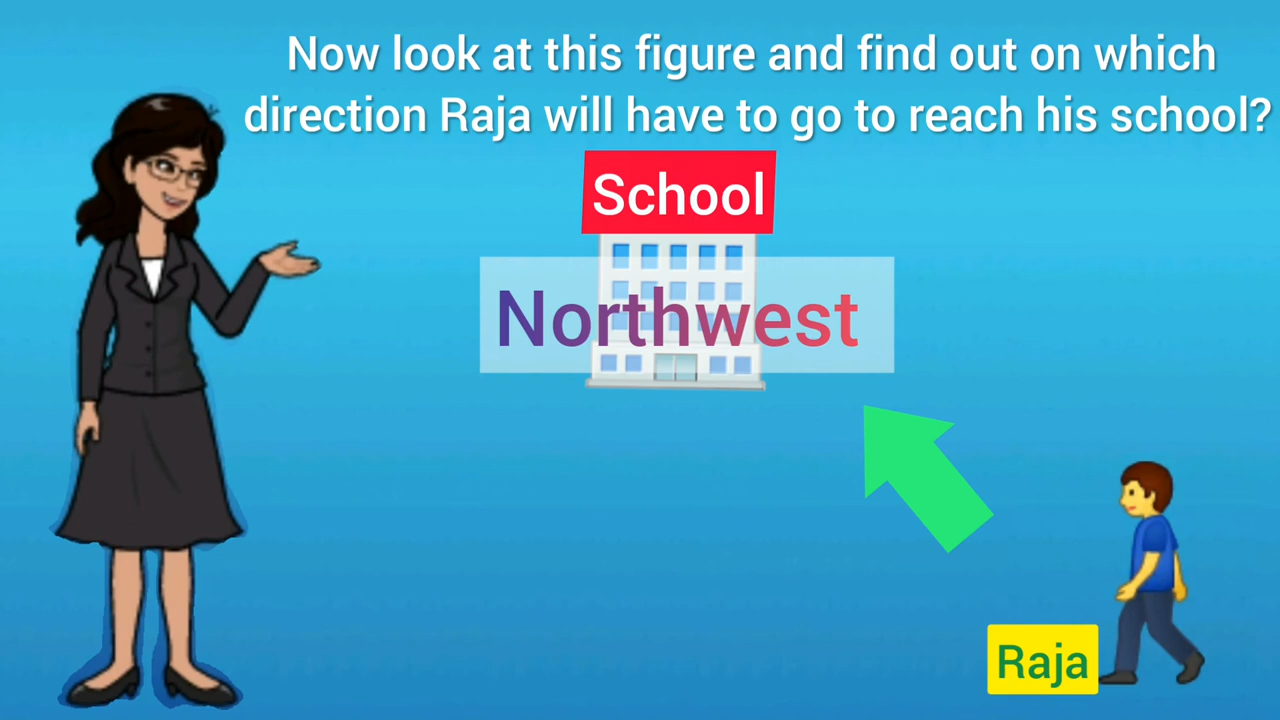 Now look at this figure and find out on which
direction Raja will have to go to reach his school?
School
Northwest
Raja